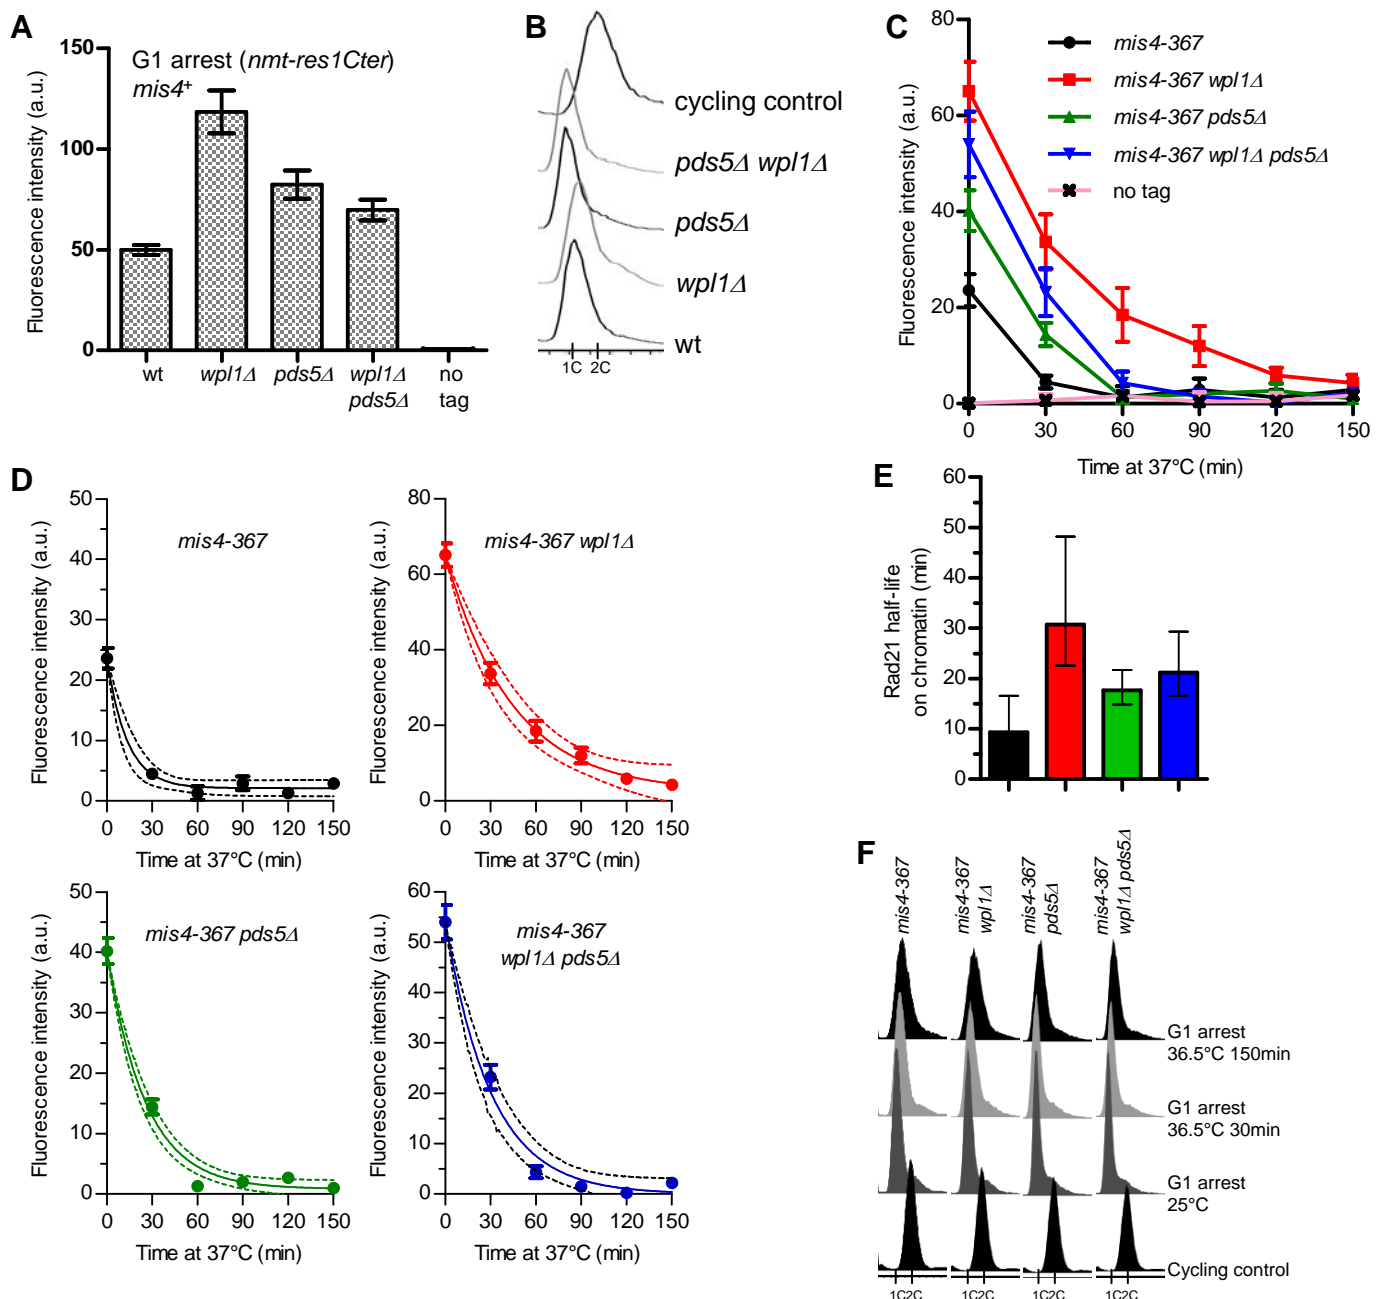 A
Fluorescence intensity (a.u.)
150
100
50
0
G1 arrest (nmt-res1Cter)
mis4+
wt
wpl1Δ
pds5Δ
wpl1Δ
pds5Δ
no
tag
B
cycling control
pds5Δ wpl1Δ
pds5Δ
wpl1Δ
wt
1C 2C
C
Fluorescence intensity (a.u.)
80
60
40
20
0
mis4-367
mis4-367 wpl1Δ
mis4-367 pds5Δ
mis4-367 wpl1Δ pds5Δ
no tag
0 30 60 90 120 150
Time at 37°C (min)
D
Fluorescence intensity (a.u.)
50
40
30
20
10
0
mis4-367
0 30 60 90 120 150
Time at 37°C (min)
Fluorescence intensity (a.u.)
80
60
40
20
0
mis4-367 wpl1Δ
0 30 60 90 120 150
Time at 37°C (min)
Fluorescence intensity (a.u.)
50
40
30
20
10
0
mis4-367 pds5Δ
0 30 60 90 120 150
Time at 37°C (min)
Fluorescence intensity (a.u.)
60
50
40
30
20
10
0
mis4-367
wpl1Δ pds5Δ
0 30 60 90 120 150
Time at 37°C (min)
E
Rad21 half-life
on chromatin (min)
60
50
40
30
20
10
0
F
mis4-367
mis4-367
wpl1Δ
mis4-367
pds5Δ
mis4-367
wpl1Δ pds5Δ
G1 arrest
36.5°C 150min
G1 arrest
36.5°C 30min
G1 arrest
25°C
Cycling control
1C2C 1C2C 1C2C 1C2C